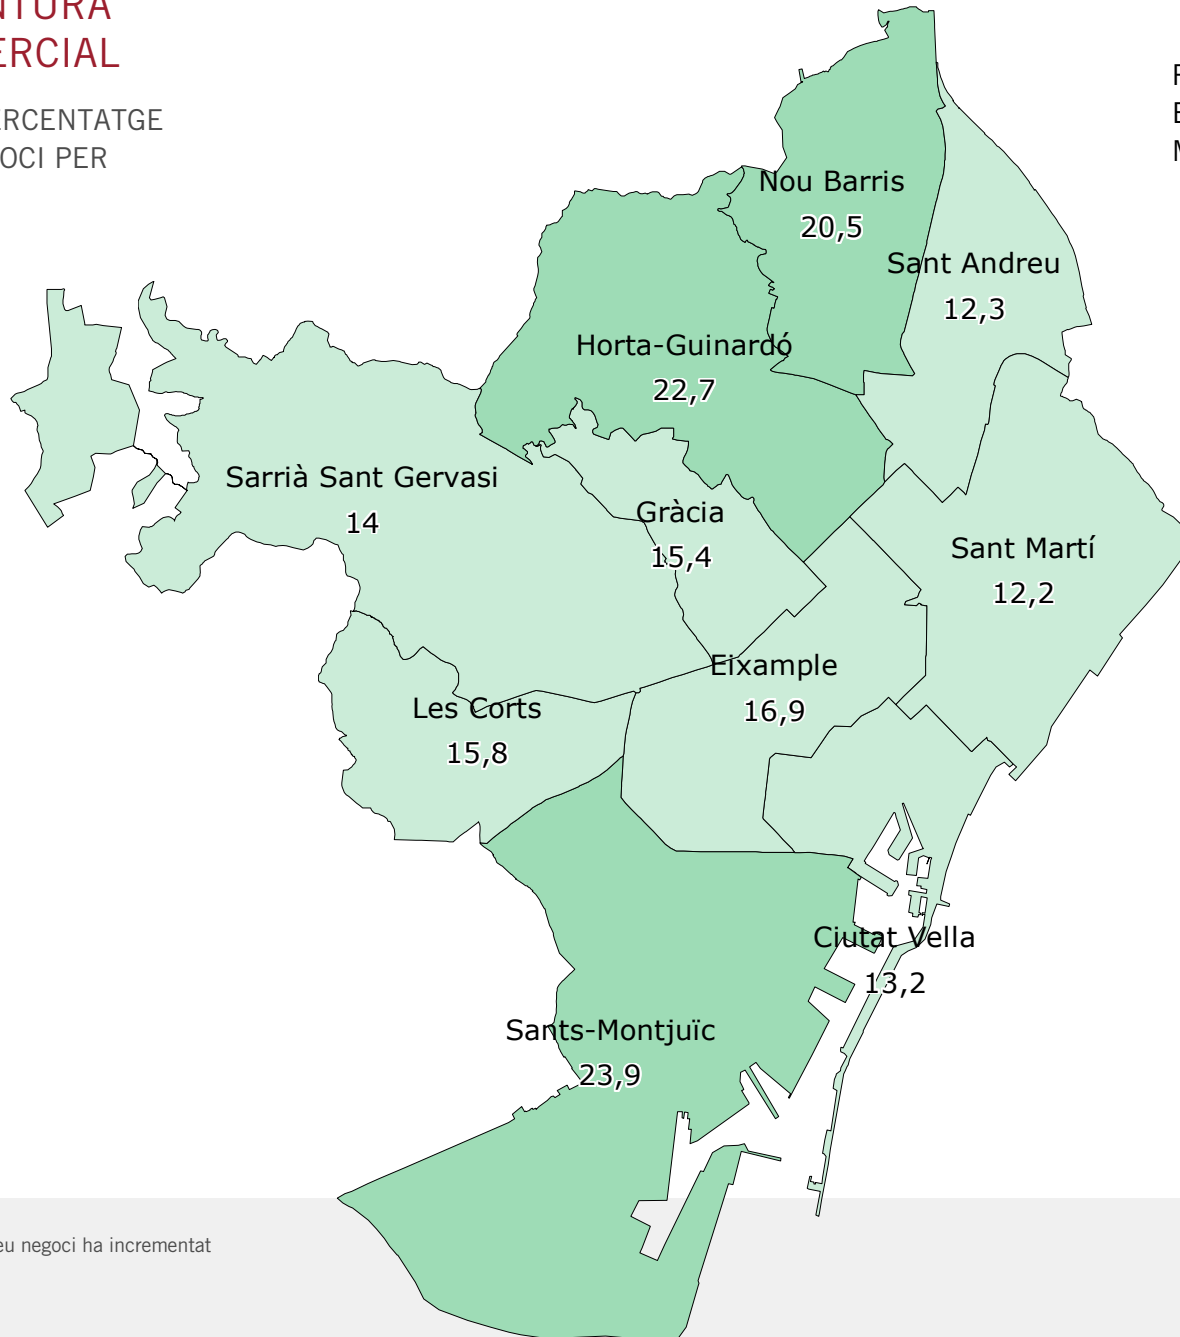 ERCIAL
ERCENTATGE
OCI PER
Nou Barris
20,5
Sant Andreu
12,3
Horta-Guinardó
22,7
Sarrià Sant Gervasi
14
Gràcia
15,4
Sant Martí
12,2
Eixample
16,9
Les Corts
15,8
Ciutat Vella
13,2
Sants-Montjuïc
23,9
eu negoci ha incrementat